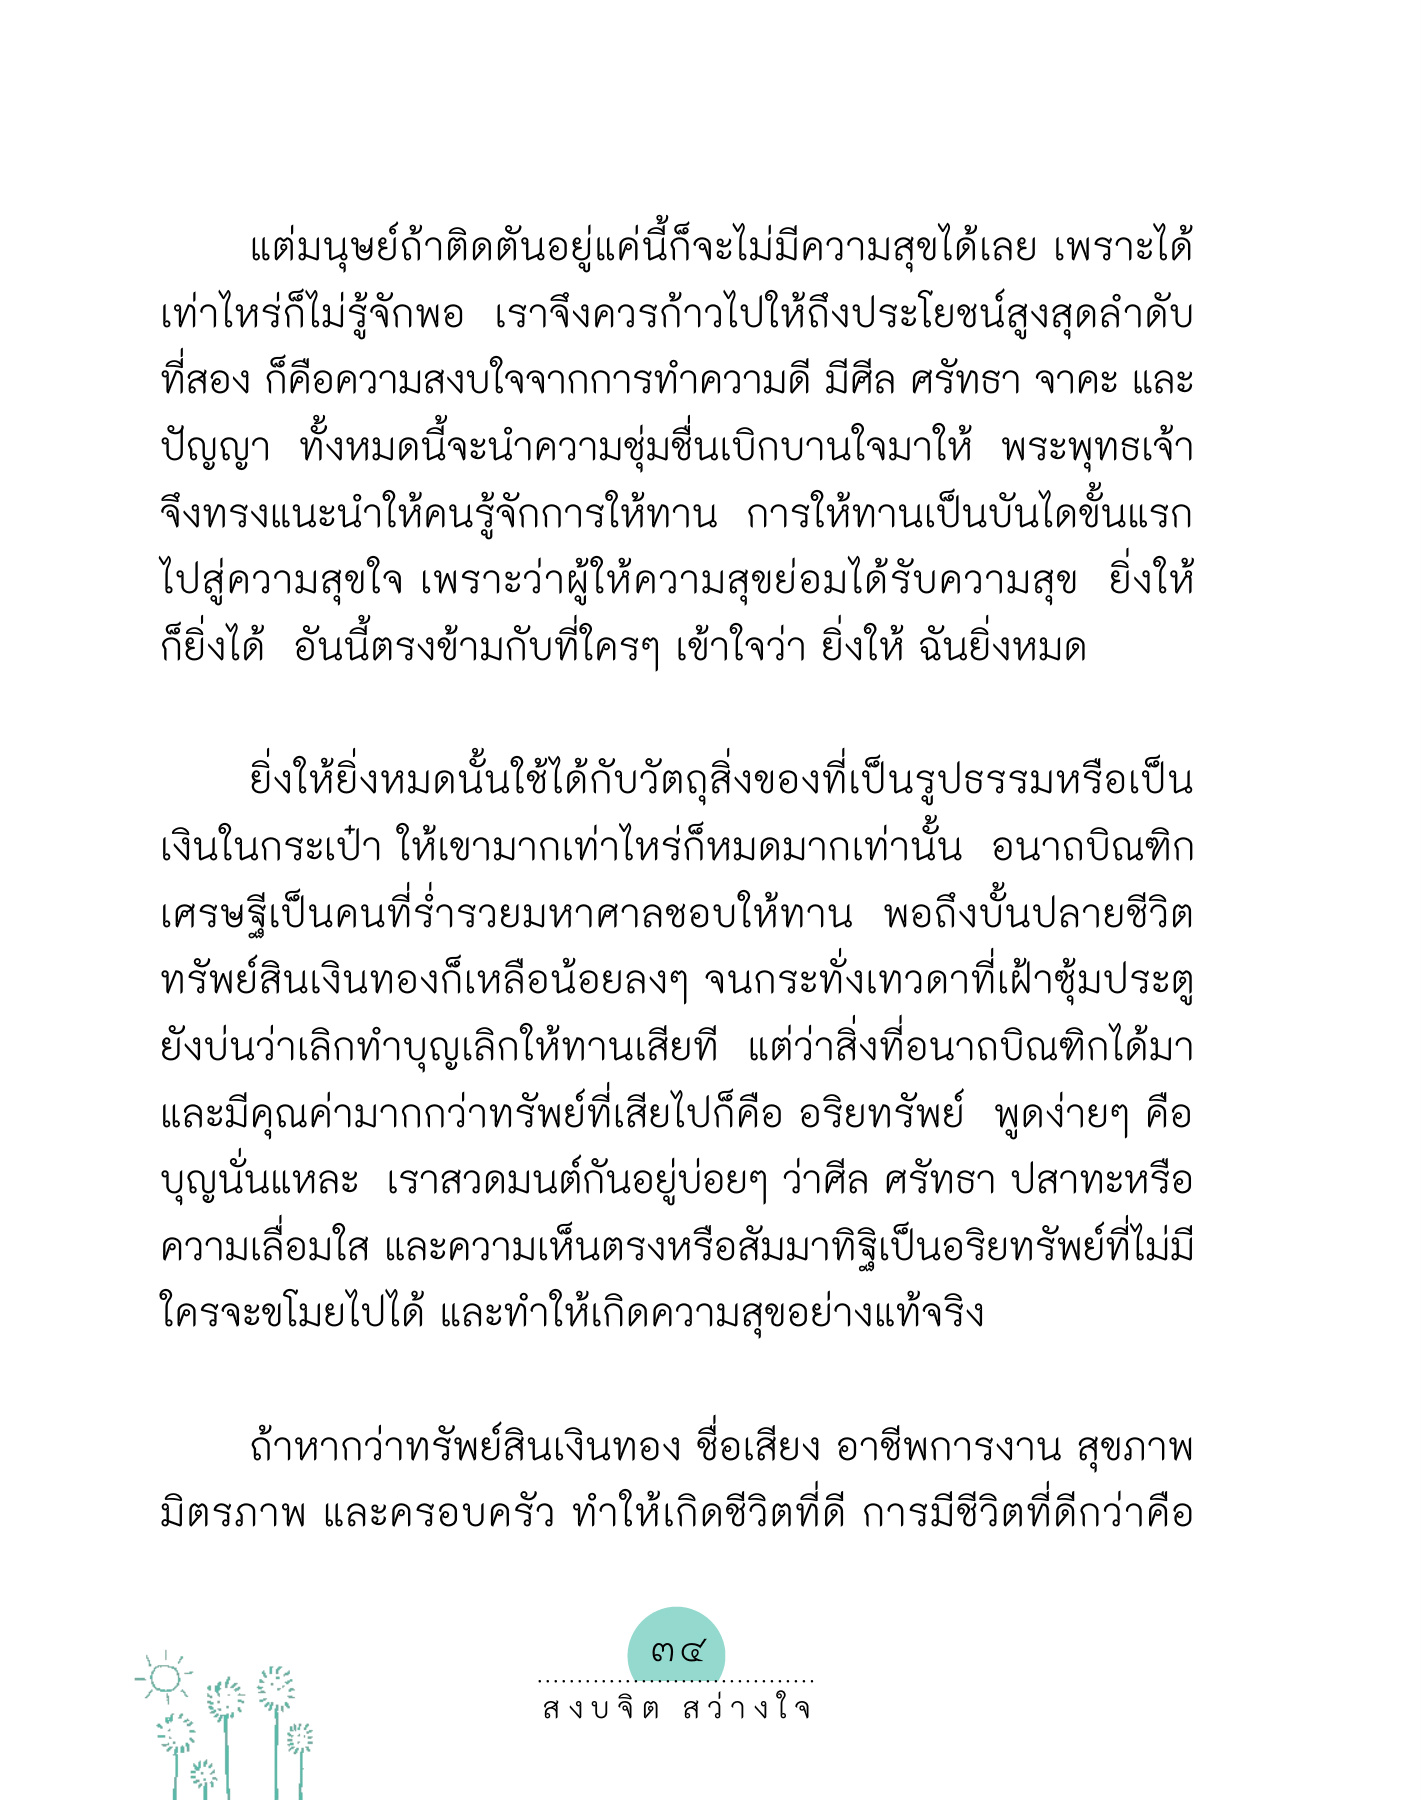 แต่มนุษย์ถ้าติดตันอยู่แค่นี้ก็จะไม่มีความสุขได้เลย เพราะได้
เท่าไหร่ก็ไม่รู้จักพอ เราจึงควรก้าวไปให้ถึงประโยชน์สูงสุดลำดับ
ที่สอง ก็คือความสงบใจจากการทำความดี มีศีล ศรัทธา จาคะ และ
ปัญญา ทั้งหมดนี้จะนำความชุ่มชื่นเบิกบานใจมาให้ พระพุทธเจ้า
จึงทรงแนะนำให้คนรู้จักการให้ทาน การให้ทานเป็นบันไดขั้นแรก
ไปสู่ความสุขใจ เพราะว่าผู้ให้ความสุขย่อมได้รับความสุข ยิ่งให้
ก็ยิ่งได้ อันนี้ตรงข้ามกับที่ใครๆ เข้าใจว่า ยิ่งให้ ฉันยิ่งหมด
ยิ่งให้ยิ่งหมดนั้นใช้ได้กับวัตถุสิ่งของที่เป็นรูปธรรมหรือเป็น
เงินในกระเป๋า ให้เขามากเท่าไหร่ก็หมดมากเท่านั้น อนาถบิณฑิก
เศรษฐีเป็นคนที่ร่ำรวยมหาศาลชอบให้ทาน พอถึงบั้นปลายชีวิต
ทรัพย์สินเงินทองก็เหลือน้อยลงๆ จนกระทั่งเทวดาที่เฝ้าซุ้มประตู
ยังบ่นว่าเลิกทำบุญเลิกให้ทานเสียที แต่ว่าสิ่งที่อนาถบิณฑิกได้มา
และมีคุณค่ามากกว่าทรัพย์ที่เสียไปก็คือ อริยทรัพย์ พูดง่ายๆ คือ
บุญนั่นแหละ เราสวดมนต์กันอยู่บ่อยๆ ว่าศีล ศรัทธา ปสาทะหรือ
ความเลื่อมใส และความเห็นตรงหรือสัมมาทิฐิเป็นอริยทรัพย์ที่ไม่มี
ใครจะขโมยไปได้ และทำให้เกิดความสุขอย่างแท้จริง
ถ้าหากว่าทรัพย์สินเงินทอง ชื่อเสียง อาชีพการงาน สุขภาพ
มิตรภาพ และครอบครัว ทำให้เกิดชีวิตที่ดี การมีชีวิตที่ดีกว่าคือ
๓๔
สงบจิต สว่างใจ